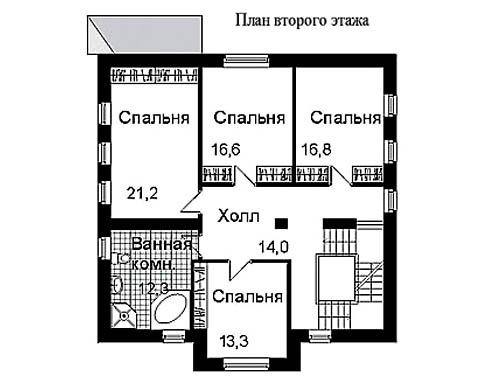 План второго этажа
Спальня
21,2
Спальня
16,6
Спальня
16,8
Холл
14,0
Ванная
комн.
12,3
Спальня
13,3